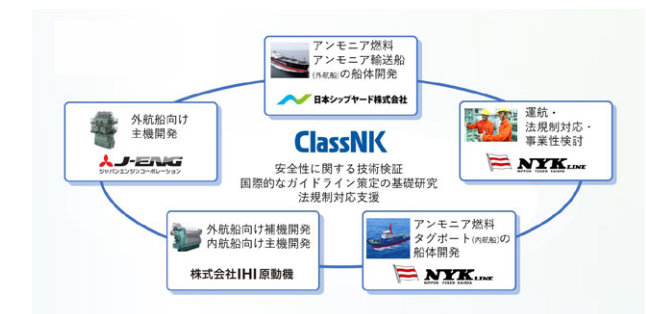 アンモニア燃料
アンモニア輸送船
(外航船)の船体開発
日本シップヤード株式会社
外航船向け
主機開発
J-ENG
ジャパンエンジンコーポレーション
運航・
法規制対応・
事業性検討
NYK LINE
NIPPON YUSEN KAISHA
ClassNK
安全性に関する技術検証
国際的なガイドライン策定の基礎研究
法規制対応支援
外航船向け補機開発
内航船向け主機開発
株式会社IHI原動機
アンモニア燃料
タグボート(内航船)の
船体開発
NYK LINE
NIPPON YUSEN KAISHA